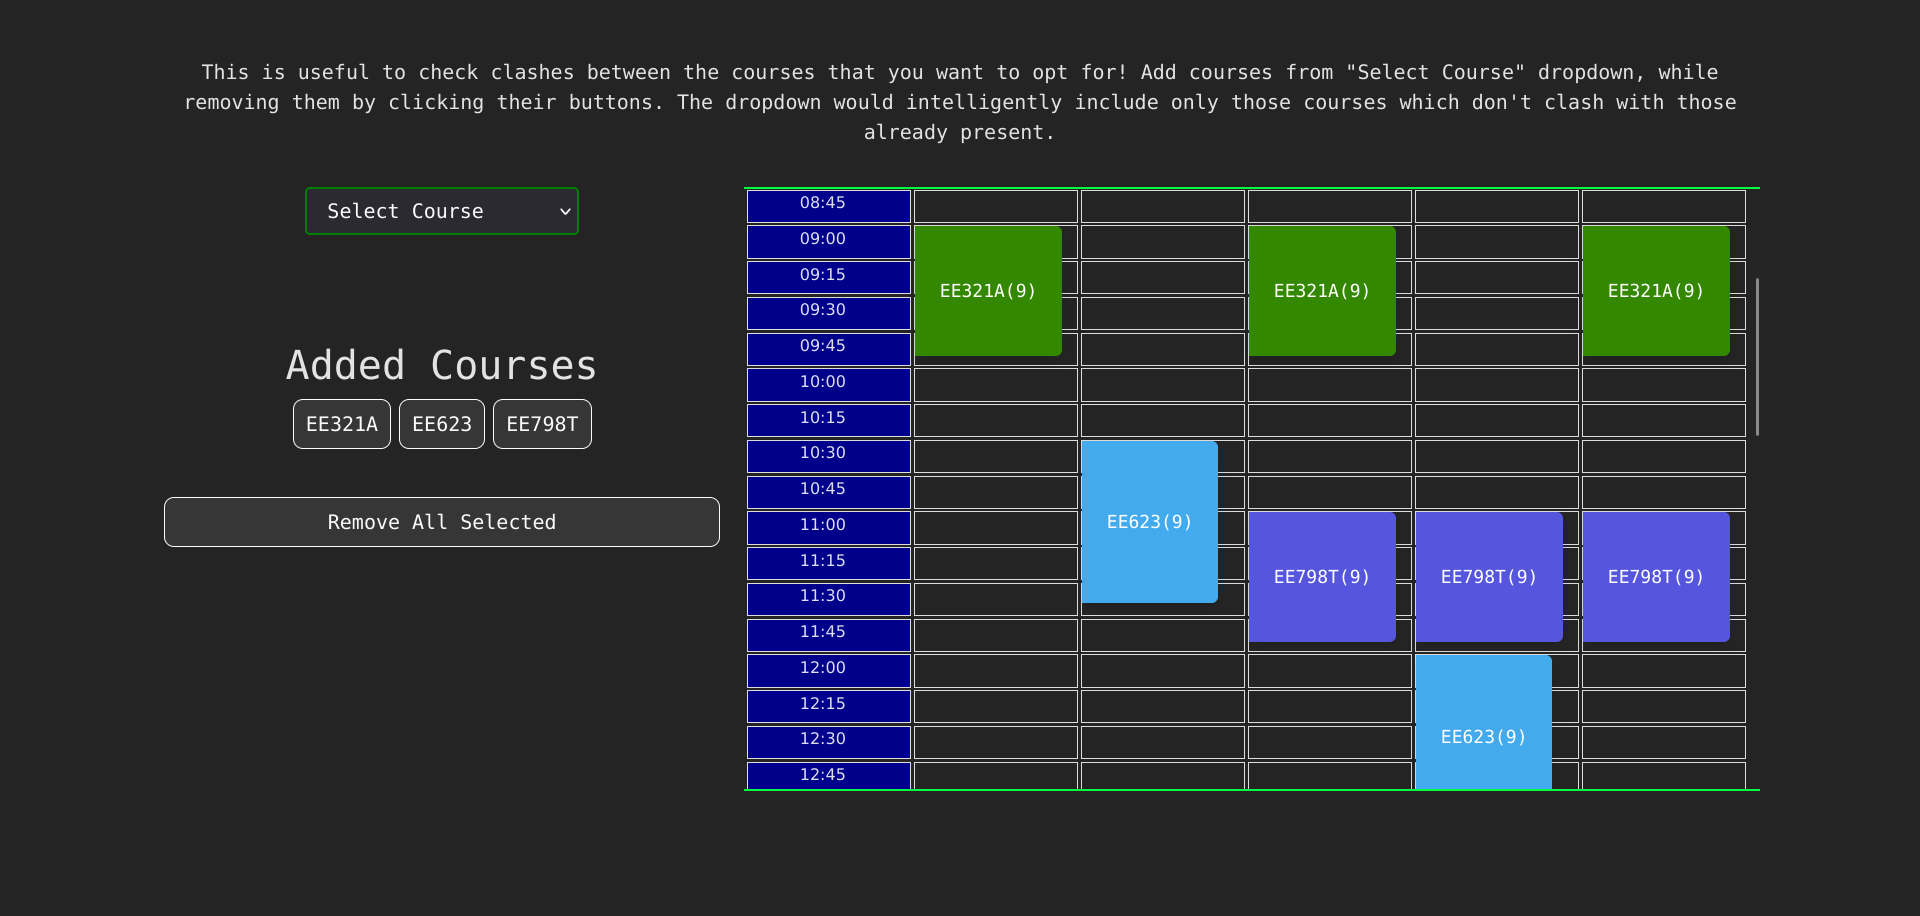 This is useful to check clashes between the courses that you want to opt for! Add courses from "Select Course" dropdown, while
removing them by clicking their buttons. The dropdown would intelligently include only those courses which don't clash with those
already present.
Select Course
Added Courses
EE321A EE623 EE798T
Remove All Selected
08:45
09:00
09:15
EE321A(9) EE321A(9) EE321A(9)
09:30
09:45
10:00
10:15
10:30
10:45
11:00
EE623(9)
11:15
EE798T(9) EE798T(9) EE798T(9)
11:30
11:45
12:00
12:15
12:30
EE623(9)
12:45